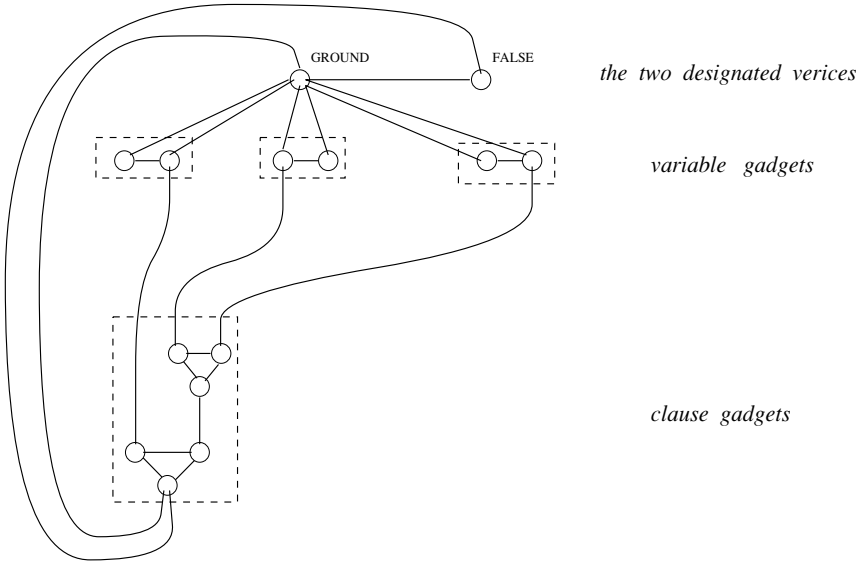 GROUND
FALSE
the two designated verices
variable gadgets
clause gadgets